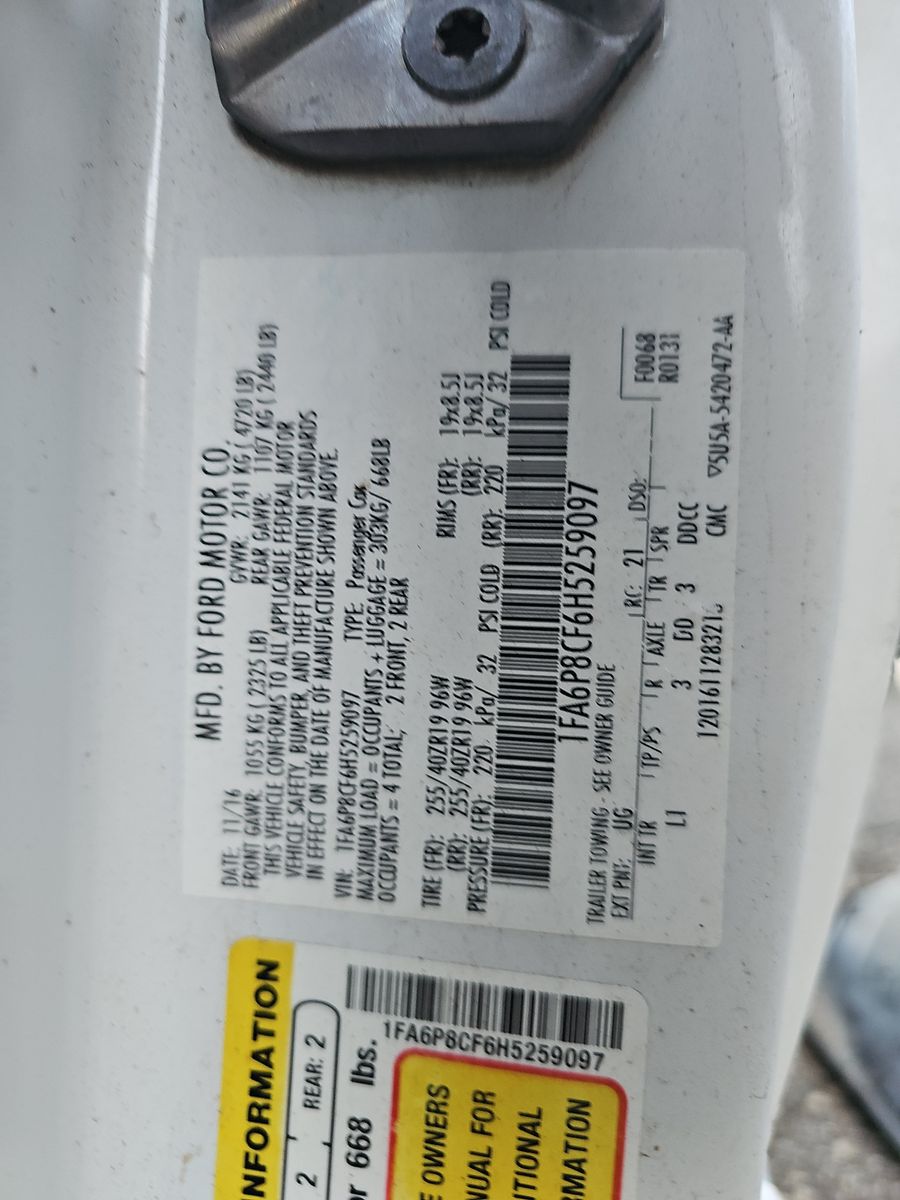 MFD. BY FORD MOTOR CO.
DATE: 11/16 GVWR: 2141 KG ( 4720 LB)
FRONT GAWR: 1055 KG ( 2325 LB) REAR GAWR: 1107 KG ( 2440 LB)
THIS VEHICLE CONFORMS TO ALL APPLICABLE FEDERAL MOTOR
VEHICLE SAFETY, BUMPER, AND THEFT PREVENTION STANDARDS
IN EFFECT ON THE DATE OF MANUFACTURE SHOWN ABOVE.
VIN: 1FA6P8CF6H5259097 TYPE: Passenger Car
MAXIMUM LOAD = OCCUPANTS + LUGGAGE = 303KG/ 668LB
OCCUPANTS = 4 TOTAL; 2 FRONT, 2 REAR
TIRE (FR): 255/40ZR19 96W RIMS (FR): 19x8.5J
(RR): 255/40ZR19 96W (RR): 19x8.5J
PRESSURE (FR): 220 kPa/ 32 PSI COLD (RR): 220 kPa/ 32 PSI COLD
1FA6P8CF6H5259097
TRAILER TOWING - SEE OWNER GUIDE
EXT PNT: UG RC: 21 DSO: F0068
INT TR TP/PS R AXLE TR SPR R0131
LJ 3 DD 3 DDCC
CMC ▽5U5A-5420472-AA
INFORMATION
2 REAR: 2
or 668 lbs.
1FA6P8CF6H5259097
OWNERS
FOR